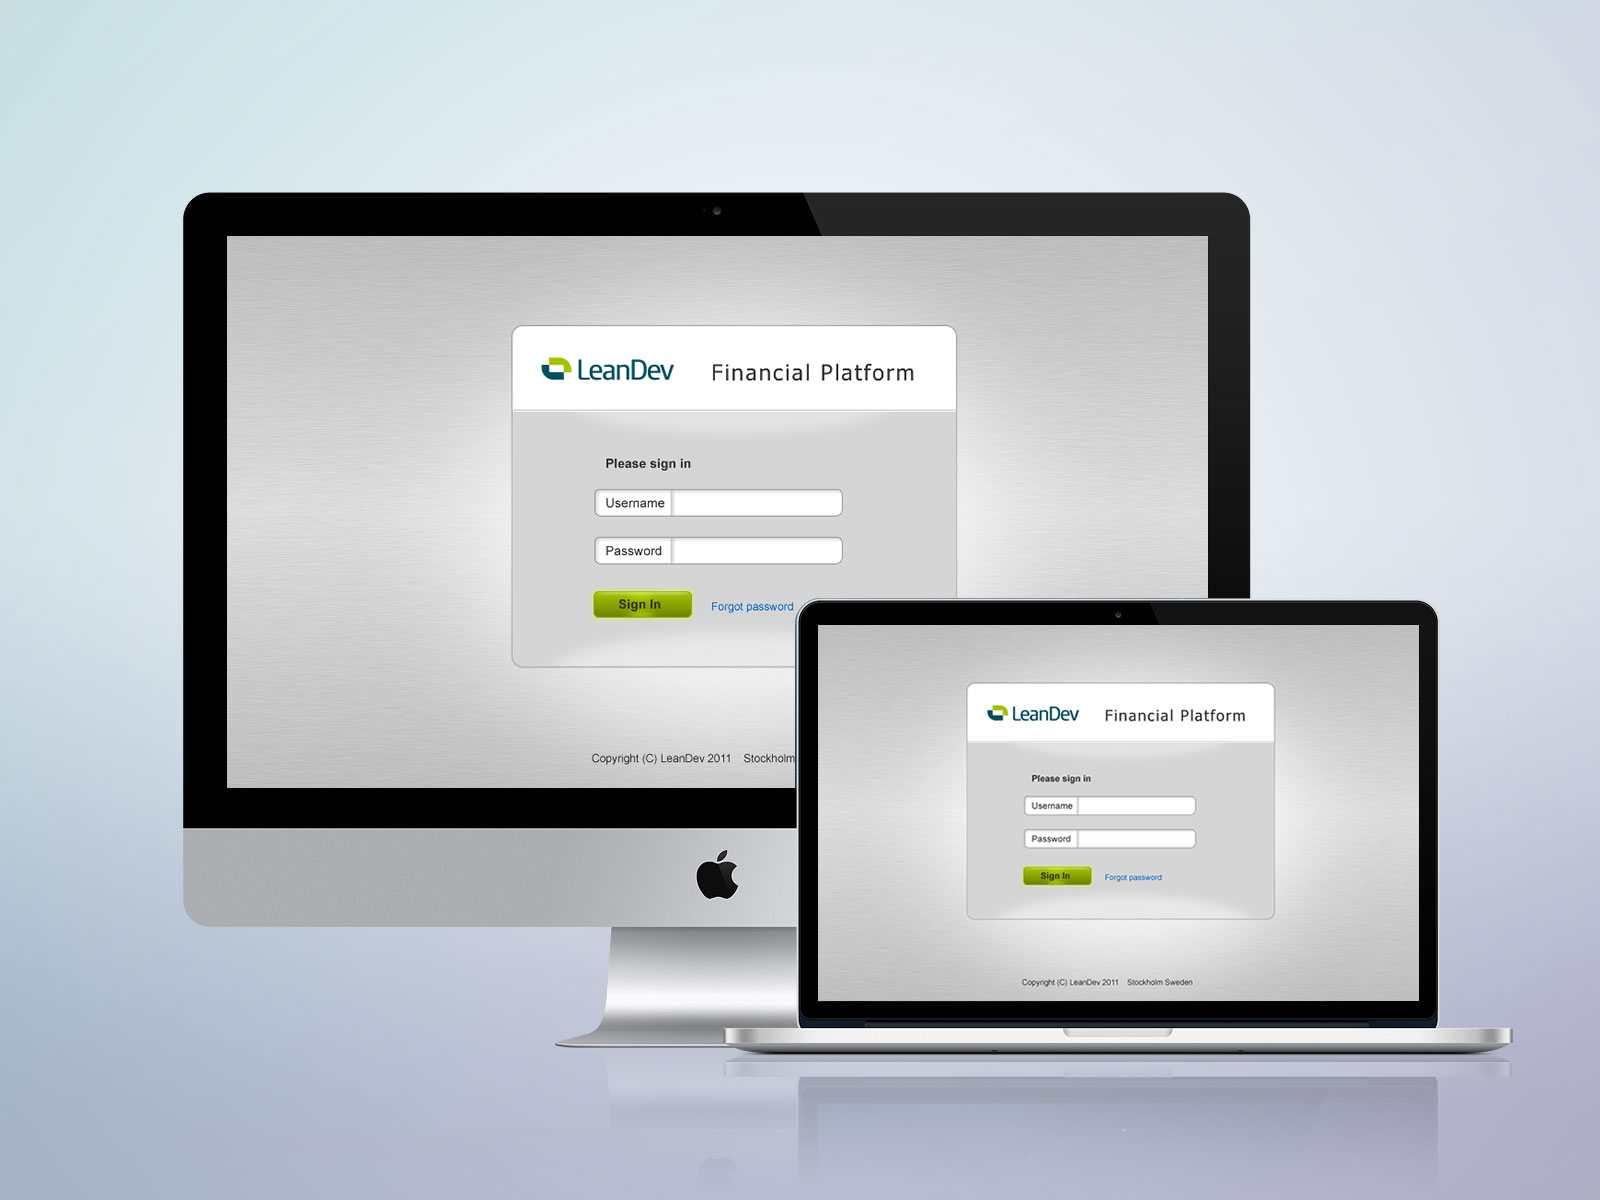 LeanDev Financial Platform
Please sign in
Username
Password
Sign In Forgot password
Copyright (C) LeanDev 2011 Stockholm
LeanDev Financial Platform
Please sign in
Username
Password
Sign In Forgot password
Copyright (C) LeanDev 2011 Stockholm Sweden